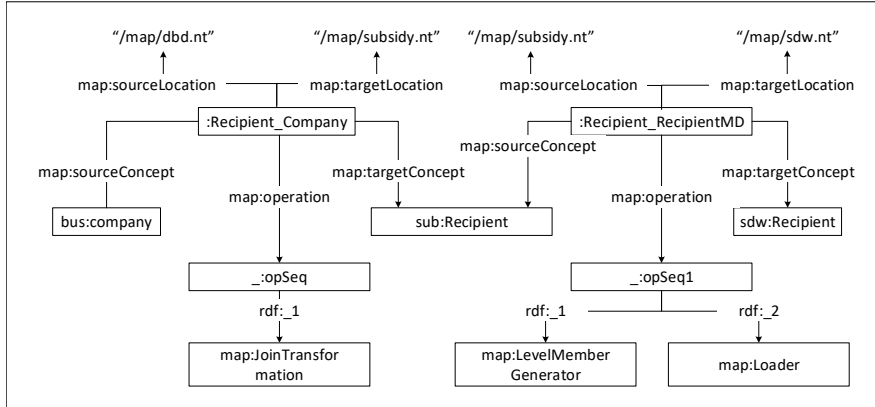 “/map/dbd.nt” “/map/subsidy.nt” “/map/subsidy.nt” “/map/sdw.nt”
map:sourceLocation map:targetLocation map:sourceLocation map:targetLocation
:Recipient_Company :Recipient_RecipientMD
map:sourceConcept
map:sourceConcept map:targetConcept map:targetConcept
map:operation map:operation
bus:company sub:Recipient sdw:Recipient
_:opSeq _:opSeq1
rdf:_1 rdf:_1 rdf:_2
map:JoinTransfor
mation
map:LevelMember
Generator
map:Loader